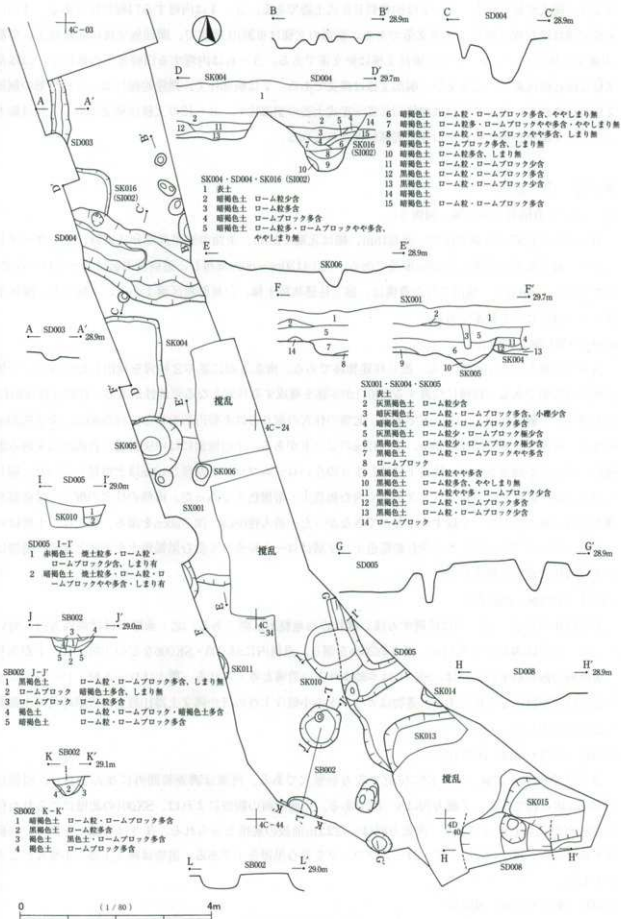 4C-03
B B' 28.9m
C SD004 C' 28.9m
D SK004 SD004 D' 29.7m
SK016
(SI002)
6 暗褐色土 ローム粒・ロームブロック多含、ややしまり無
7 暗褐色土 ローム粒多・ロームブロックやや多含・ややしまり無
8 暗褐色土 ローム粒・ロームブロックやや多含、しまり無
9 暗褐色土 ロームブロック多含、しまり無
10 暗褐色土 ローム粒多含、しまり無
11 暗褐色土 ローム粒・ロームブロック少含
12 黒褐色土 ローム粒・ロームブロック多含
13 黒褐色土 ローム粒・ロームブロック少含
14 暗褐色土
15 暗褐色土 ローム粒多・ロームブロック多含
SK004・SD004・SK016 (SI002)
1 表土
2 暗褐色土 ローム粒少含
3 暗褐色土 ローム粒多含
4 暗褐色土 ロームブロック多含
5 暗褐色土 ローム粒多・ロームブロックやや多含、
ややしまり無
A A'
SD003
SK016
(SI002)
SD004
E SK006 E' 28.9m
F SX001 F' 29.7m
SK004
SK005
A SD003 A' 28.9m
SK004
撹乱
4C-24
SX001・SK004・SK005
1 表土
2 灰黒褐色土 ローム粒少含
3 暗灰褐色土 ローム粒・ロームブロック多含、小礫少含
4 暗褐色土 ローム粒・ロームブロック多含
5 灰黒褐色土 ローム粒少・ロームブロック極少含
6 黒褐色土 ローム粒少・ロームブロック極少含
7 黒褐色土 ローム粒・ロームブロックやや多含
8 ロームブロック
9 黒褐色土 ローム粒やや多含
10 黒褐色土 ローム粒多含、ややしまり無
11 黒褐色土 ローム粒やや多・ロームブロック少含
12 黒褐色土 ローム粒・ロームブロック多含
13 黒褐色土 ローム粒・ロームブロック少含
14 ロームブロック
SK005
SK006
SX001
I SD005 I' 29.0m
SK010
SD005 I-I'
1 赤褐色土 焼土粒多・ローム粒・
ロームブロック少含、しまり有
2 暗褐色土 焼土粒多・ローム粒・ロ
ームブロックやや多含・しまり有
撹乱
G SD005 G' 28.9m
4C-34
J SB002 J' 29.0m
SB002 J-J'
1 黒褐色土 ローム粒・ロームブロック多含、しまり無
2 ロームブロック 暗褐色土多含、しまり無
3 ロームブロック ローム粒多含
4 褐色土 ローム粒・ロームブロック・暗褐色土多含
5 暗褐色土 ローム粒・ロームブロック多含
SK011
SK010
SD005
SK014
H SD008 H' 28.9m
SK013
SB002
撹乱
K K' 29.1m
SB002 K-K'
1 暗褐色土 ローム粒・ロームブロック多含
2 黒褐色土 ローム粒多含
3 褐色土 黒色土・ロームブロック多含
4 褐色土 ロームブロック多含
SK015
4C-44
4D-40
SD008
H H'
L SB002 L' 29.0m
0 (1/80) 4m